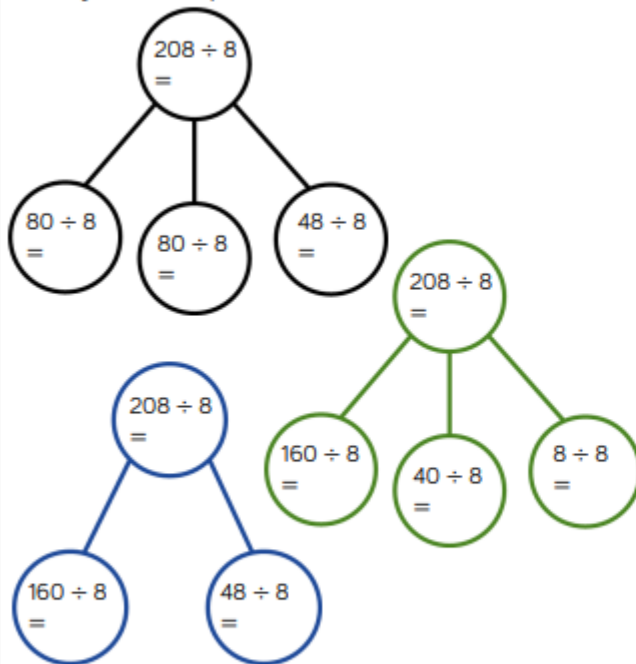 208 ÷ 8
=
80 ÷ 8
=
80 ÷ 8
=
48 ÷ 8
=
208 ÷ 8
=
160 ÷ 8
=
40 ÷ 8
=
8 ÷ 8
=
208 ÷ 8
=
160 ÷ 8
=
48 ÷ 8
=